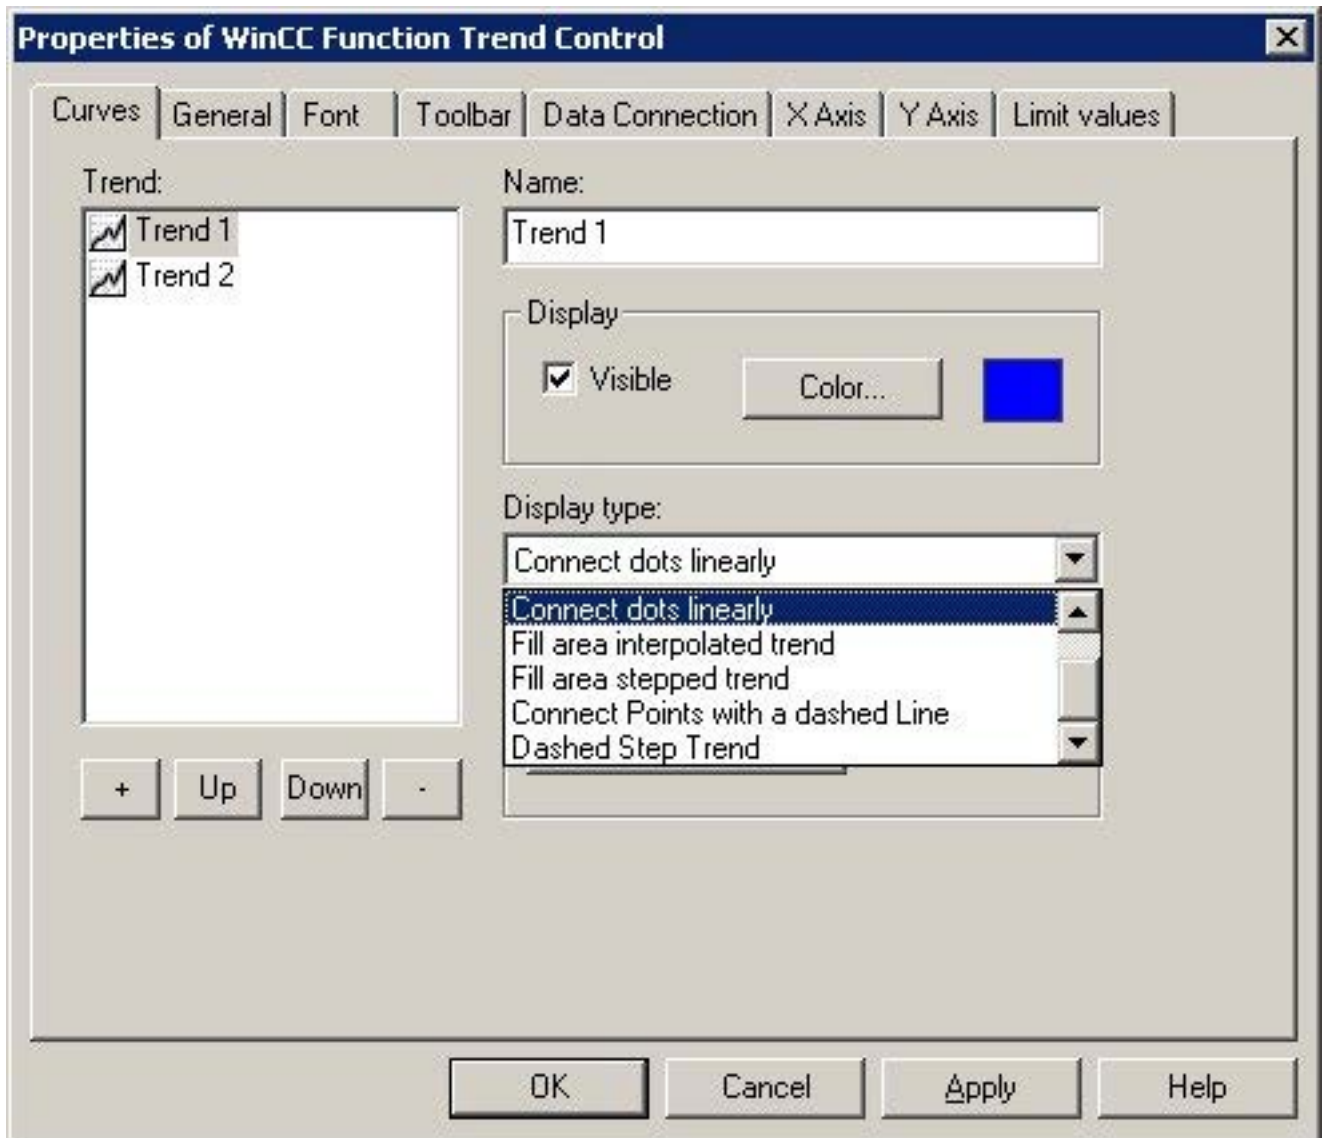 Properties of WinCC Function Trend Control
Curves General Font Toolbar Data Connection X Axis Y Axis Limit values
Trend:
Trend 1
Trend 2
+ Up Down -
Name:
Trend 1
Display
Visible Color...
Display type:
Connect dots linearly
Connect dots linearly
Fill area interpolated trend
Fill area stepped trend
Connect Points with a dashed Line
Dashed Step Trend
OK Cancel Apply Help